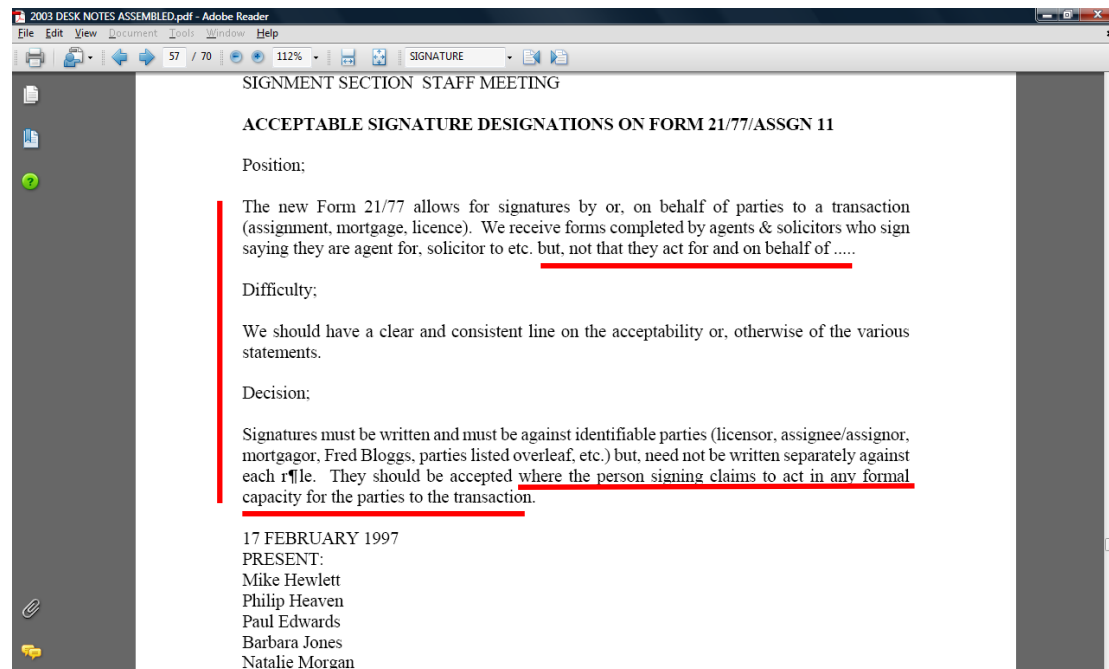 2003 DESK NOTES ASSEMBLED.pdf - Adobe Reader
File Edit View Document Tools Window Help
57 / 70 112% SIGNATURE
SIGNMENT SECTION STAFF MEETING
ACCEPTABLE SIGNATURE DESIGNATIONS ON FORM 21/77/ASSGN 11
Position;
The new Form 21/77 allows for signatures by or, on behalf of parties to a transaction
(assignment, mortgage, licence). We receive forms completed by agents & solicitors who sign
saying they are agent for, solicitor to etc. but, not that they act for and on behalf of .....
Difficulty;
We should have a clear and consistent line on the acceptability or, otherwise of the various
statements.
Decision;
Signatures must be written and must be against identifiable parties (licensor, assignee/assignor,
mortgagor, Fred Bloggs, parties listed overleaf, etc.) but, need not be written separately against
each r¶le. They should be accepted where the person signing claims to act in any formal
capacity for the parties to the transaction.
17 FEBRUARY 1997
PRESENT:
Mike Hewlett
Philip Heaven
Paul Edwards
Barbara Jones
Natalie Morgan